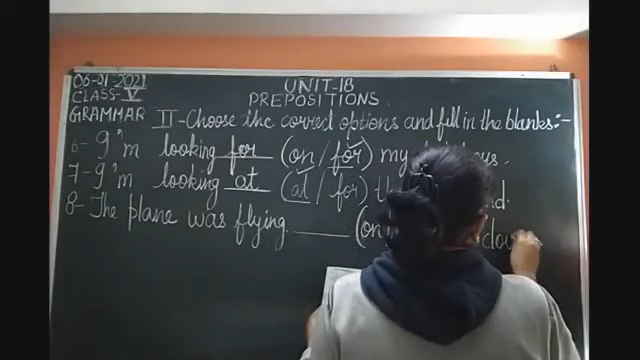 06-01-2021
CLASS- V
GRAMMAR
UNIT-18
PREPOSITIONS
II-Choose the correct options and fill in the blanks:-
6- I'm looking for (on / for) my
7- I'm looking at (at / for)
8- The plane was flying ____ (on